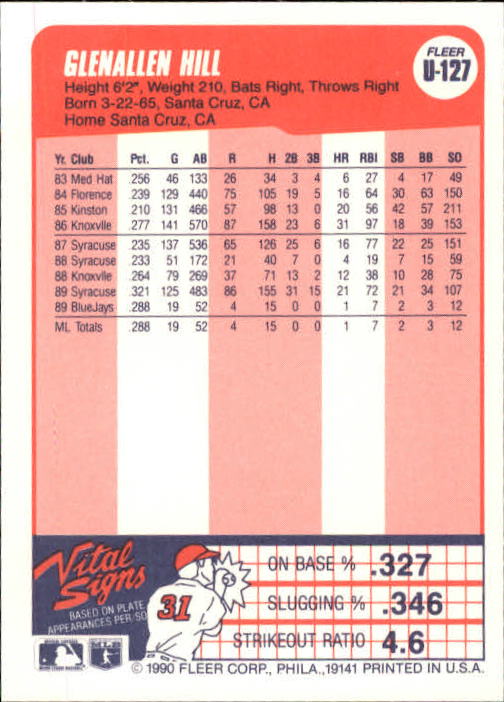 GLENALLEN HILL
FLEER
U-127
Height 6'2", Weight 210, Bats Right, Throws Right
Born 3-22-65, Santa Cruz, CA
Home Santa Cruz, CA
Yr. Club Pct. G AB R H 2B 3B HR RBI SB BB SO
83 Med Hat .256 46 133 26 34 3 4 6 27 4 17 49
84 Florence .239 129 440 75 105 19 5 16 64 30 63 150
85 Kinston .210 131 466 57 98 13 0 20 56 42 57 211
86 Knoxvlle .277 141 570 87 158 23 6 31 97 18 39 153
87 Syracuse .235 137 536 65 126 25 6 16 77 22 25 151
88 Syracuse .233 51 172 21 40 7 0 4 19 7 15 59
88 Knoxvlle .264 79 269 37 71 13 2 12 38 10 28 75
89 Syracuse .321 125 483 86 155 31 15 21 72 21 34 107
89 BlueJays .288 19 52 4 15 0 0 1 7 2 3 12
ML Totals .288 19 52 4 15 0 0 1 7 2 3 12
Vital
Signs
BASED ON PLATE
APPEARANCES PER/SO
31
ON BASE % .327
SLUGGING % .346
STRIKEOUT RATIO 4.6
© 1990 FLEER CORP., PHILA., 19141 PRINTED IN U.S.A.